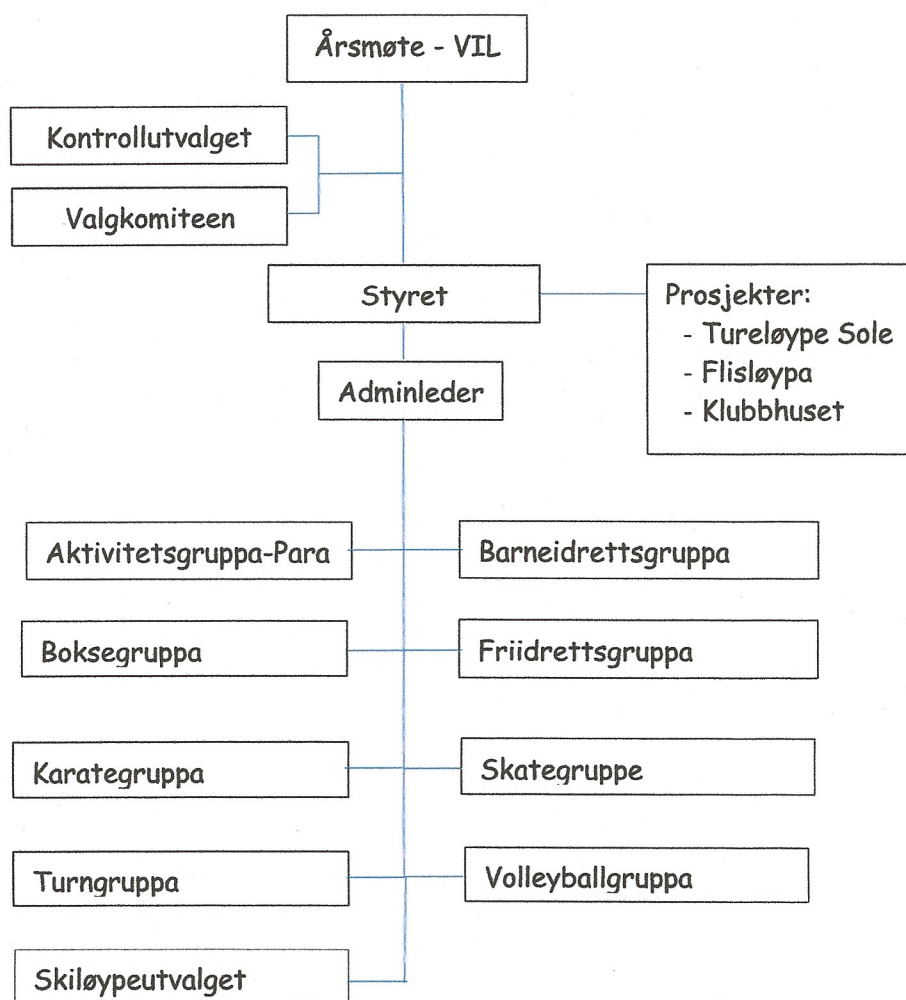 Årsmøte - VIL
Kontrollutvalget
Valgkomiteen
Styret
Prosjekter:
- Tureløype Sole
- Flisløypa
- Klubbhuset
Adminleder
Aktivitetsgruppa-Para
Barneidrettsgruppa
Boksegruppa
Friidrettsgruppa
Karategruppa
Skategruppe
Turngruppa
Volleyballgruppa
Skiløypeutvalget